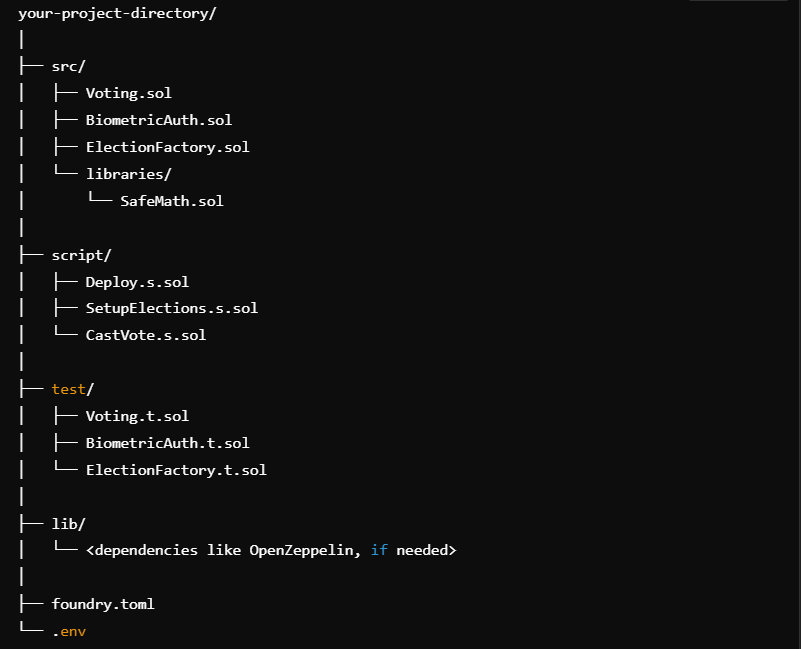 your-project-directory/
│
├── src/
│   ├── Voting.sol
│   ├── BiometricAuth.sol
│   ├── ElectionFactory.sol
│   └── libraries/
│       └── SafeMath.sol
│
├── script/
│   ├── Deploy.s.sol
│   ├── SetupElections.s.sol
│   └── CastVote.s.sol
│
├── test/
│   ├── Voting.t.sol
│   ├── BiometricAuth.t.sol
│   └── ElectionFactory.t.sol
│
├── lib/
│   └── <dependencies like OpenZeppelin, if needed>
│
├── foundry.toml
└── .env